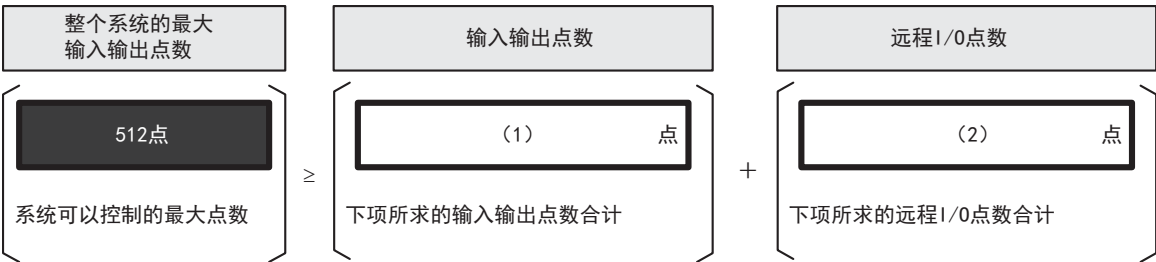 整个系统的最大
输入输出点数
输入输出点数
远程I/O点数
512点
≥
（1） 点
+
（2） 点
系统可以控制的最大点数
下项所求的输入输出点数合计
下项所求的远程I/O点数合计